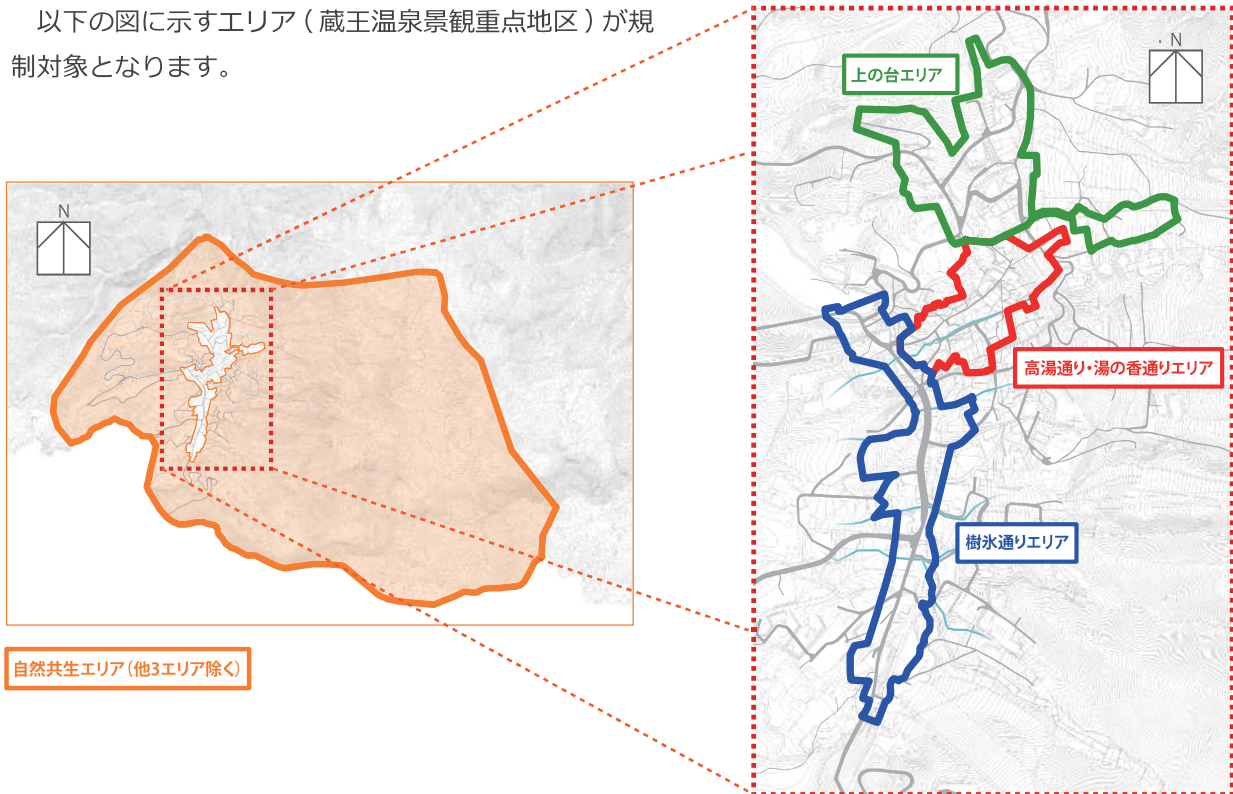 以下の図に示すエリア（蔵王温泉景観重点地区）が規
制対象となります。
N
自然共生エリア（他3エリア除く）
N
上の台エリア
高湯通り・湯の香通りエリア
樹氷通りエリア